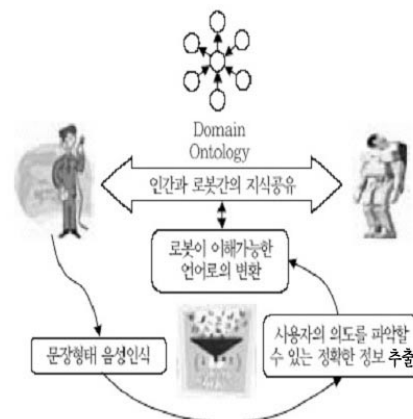 Domain
Ontology
인간과 로봇간의 지식공유
로봇이 이해가능한
언어로의 변환
문장형태 음성인식
사용자의 의도를 파악할
수 있는 정확한 정보 추출